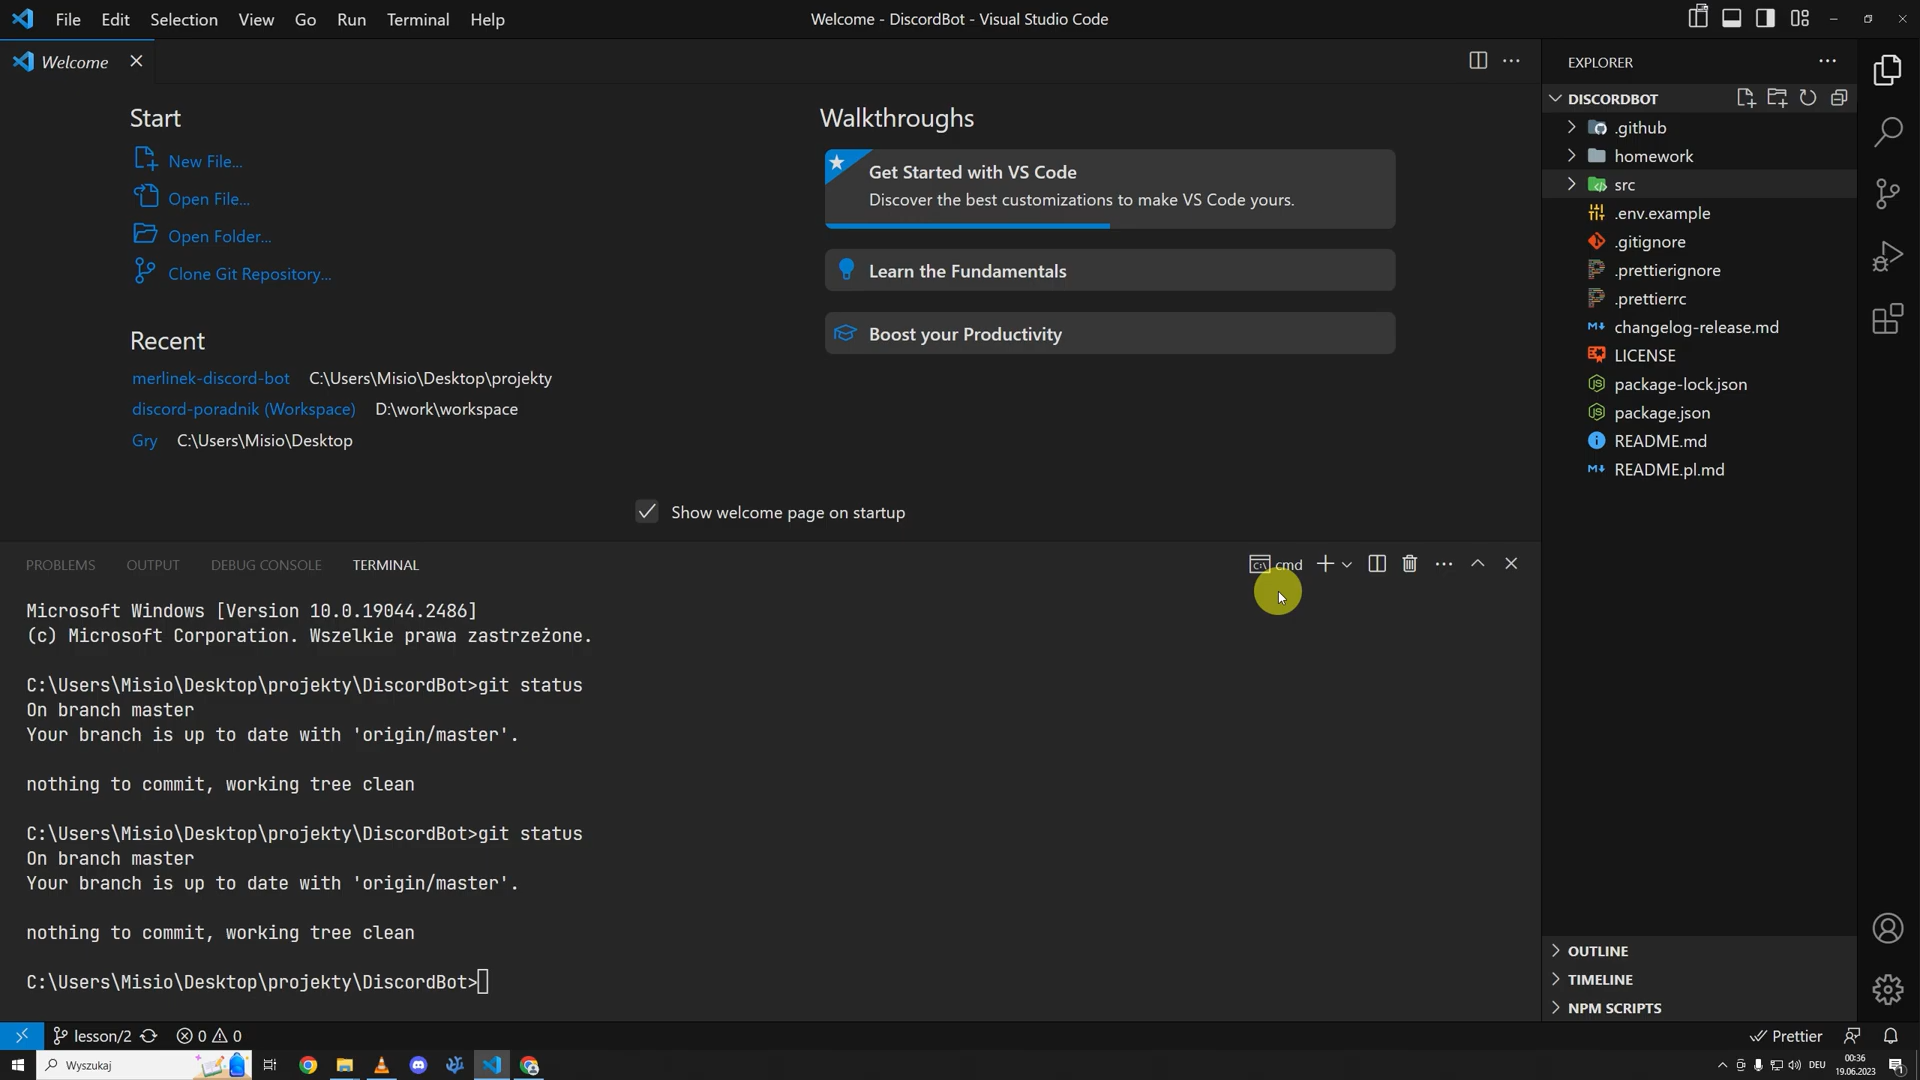 File Edit Selection View Go Run Terminal Help
Welcome - DiscordBot - Visual Studio Code
Welcome
Start
New File...
Open File...
Open Folder...
Clone Git Repository...
Recent
merlinek-discord-bot C:\Users\Misio\Desktop\projekty
discord-poradnik (Workspace) D:\work\workspace
Gry C:\Users\Misio\Desktop
Walkthroughs
Get Started with VS Code
Discover the best customizations to make VS Code yours.
Learn the Fundamentals
Boost your Productivity
Show welcome page on startup
EXPLORER
DISCORDBOT
.github
homework
src
.env.example
.gitignore
.prettierignore
.prettierrc
changelog-release.md
LICENSE
package-lock.json
package.json
README.md
README.pl.md
OUTLINE
TIMELINE
NPM SCRIPTS
PROBLEMS OUTPUT DEBUG CONSOLE TERMINAL
cmd
Microsoft Windows [Version 10.0.19044.2486]
(c) Microsoft Corporation. Wszelkie prawa zastrzeżone.
C:\Users\Misio\Desktop\projekty\DiscordBot>git status
On branch master
Your branch is up to date with 'origin/master'.
nothing to commit, working tree clean
C:\Users\Misio\Desktop\projekty\DiscordBot>git status
On branch master
Your branch is up to date with 'origin/master'.
nothing to commit, working tree clean
C:\Users\Misio\Desktop\projekty\DiscordBot>
lesson/2 0 0
Prettier
Wyszukaj
DEU
00:36
19.06.2023